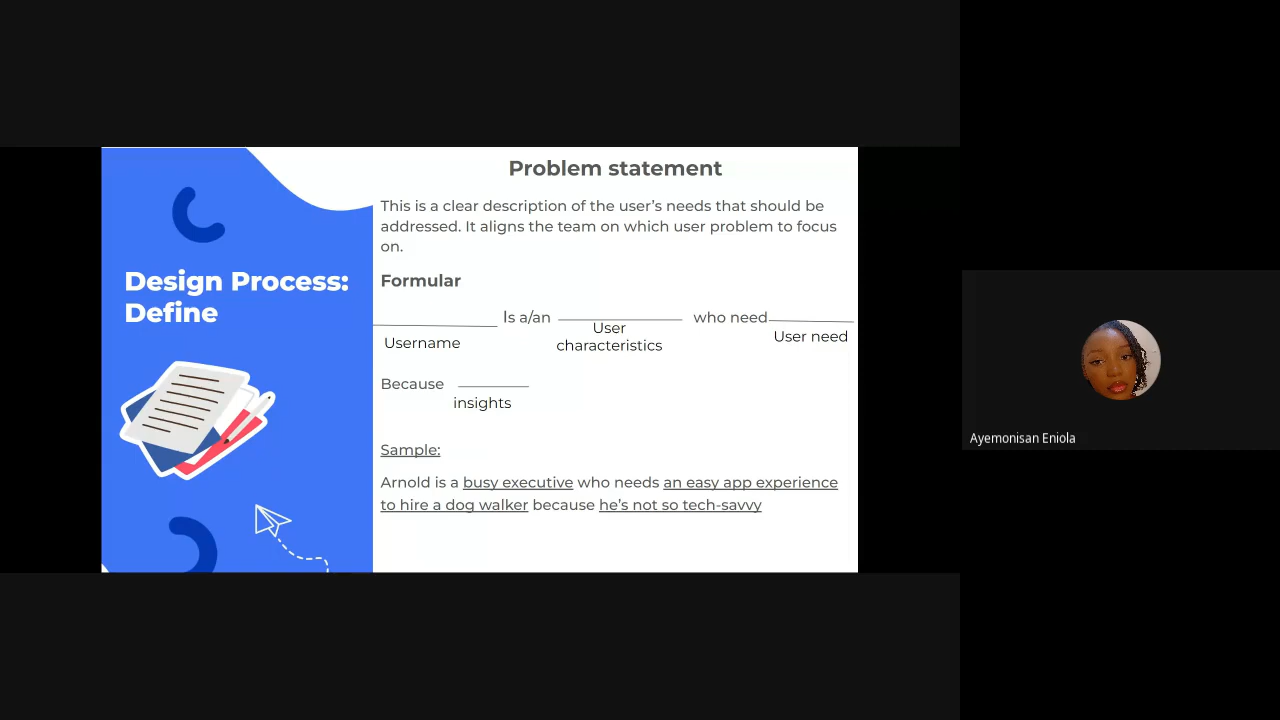 Problem statement
This is a clear description of the user's needs that should be
addressed. It aligns the team on which user problem to focus
on.
Design Process:
Define
Formular
Is a/an who need
Username
User
characteristics
User need
Because
insights
Sample:
Arnold is a busy executive who needs an easy app experience
to hire a dog walker because he's not so tech-savvy
Ayemonisan Eniola